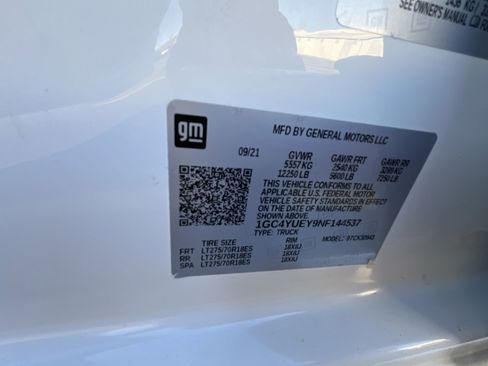 1436 KG /
SEE OWNER'S MANUAL
gm
MFD BY GENERAL MOTORS LLC
09/21 GVWR GAWR FRT GAWR RR
5557 KG 2540 KG 3289 KG
12250 LB 5600 LB 7250 LB
THIS VEHICLE CONFORMS TO ALL
APPLICABLE U.S. FEDERAL MOTOR
VEHICLE SAFETY STANDARDS IN EFFECT
ON THE DATE OF MANUFACTURE SHOWN ABOVE.
1GC4YUEY9NF144537
TYPE: TRUCK MODEL:
TIRE SIZE RIM
FRT LT275/70R18ES 18X8J
RR LT275/70R18ES 18X8J
SPA LT275/70R18ES 18X8J